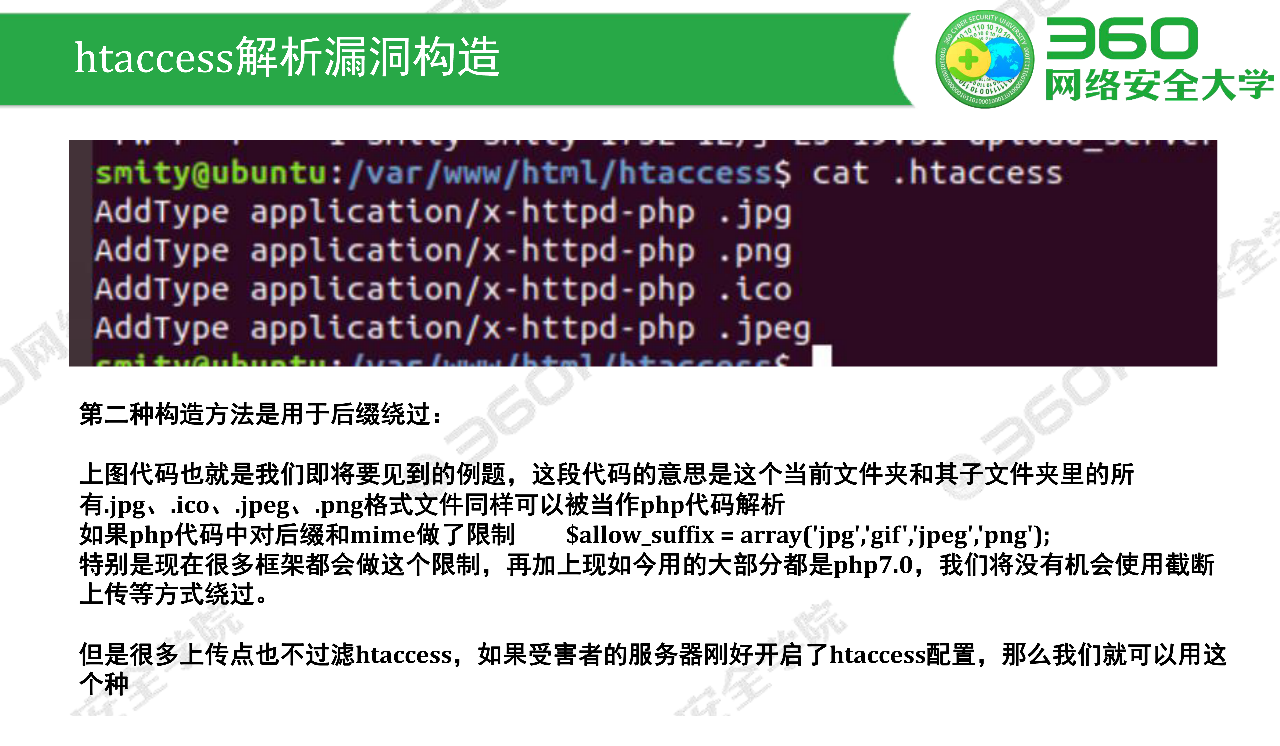 htaccess解析漏洞构造
360
网络安全大学
smity@ubuntu:/var/www/html/htaccess$ cat .htaccess
AddType application/x-httpd-php .jpg
AddType application/x-httpd-php .png
AddType application/x-httpd-php .ico
AddType application/x-httpd-php .jpeg
smity@ubuntu:/var/www/html/htaccess$
第二种构造方法是用于后缀绕过：
上图代码也就是我们即将要见到的例题，这段代码的意思是这个当前文件夹和其子文件夹里的所
有.jpg、.ico、.jpeg、.png格式文件同样可以被当作php代码解析
如果php代码中对后缀和mime做了限制 $allow_suffix = array('jpg','gif','jpeg','png');
特别是现在很多框架都会做这个限制，再加上现如今用的大部分都是php7.0，我们将没有机会使用截断
上传等方式绕过。
但是很多上传点也不过滤htaccess，如果受害者的服务器刚好开启了htaccess配置，那么我们就可以用这
个种